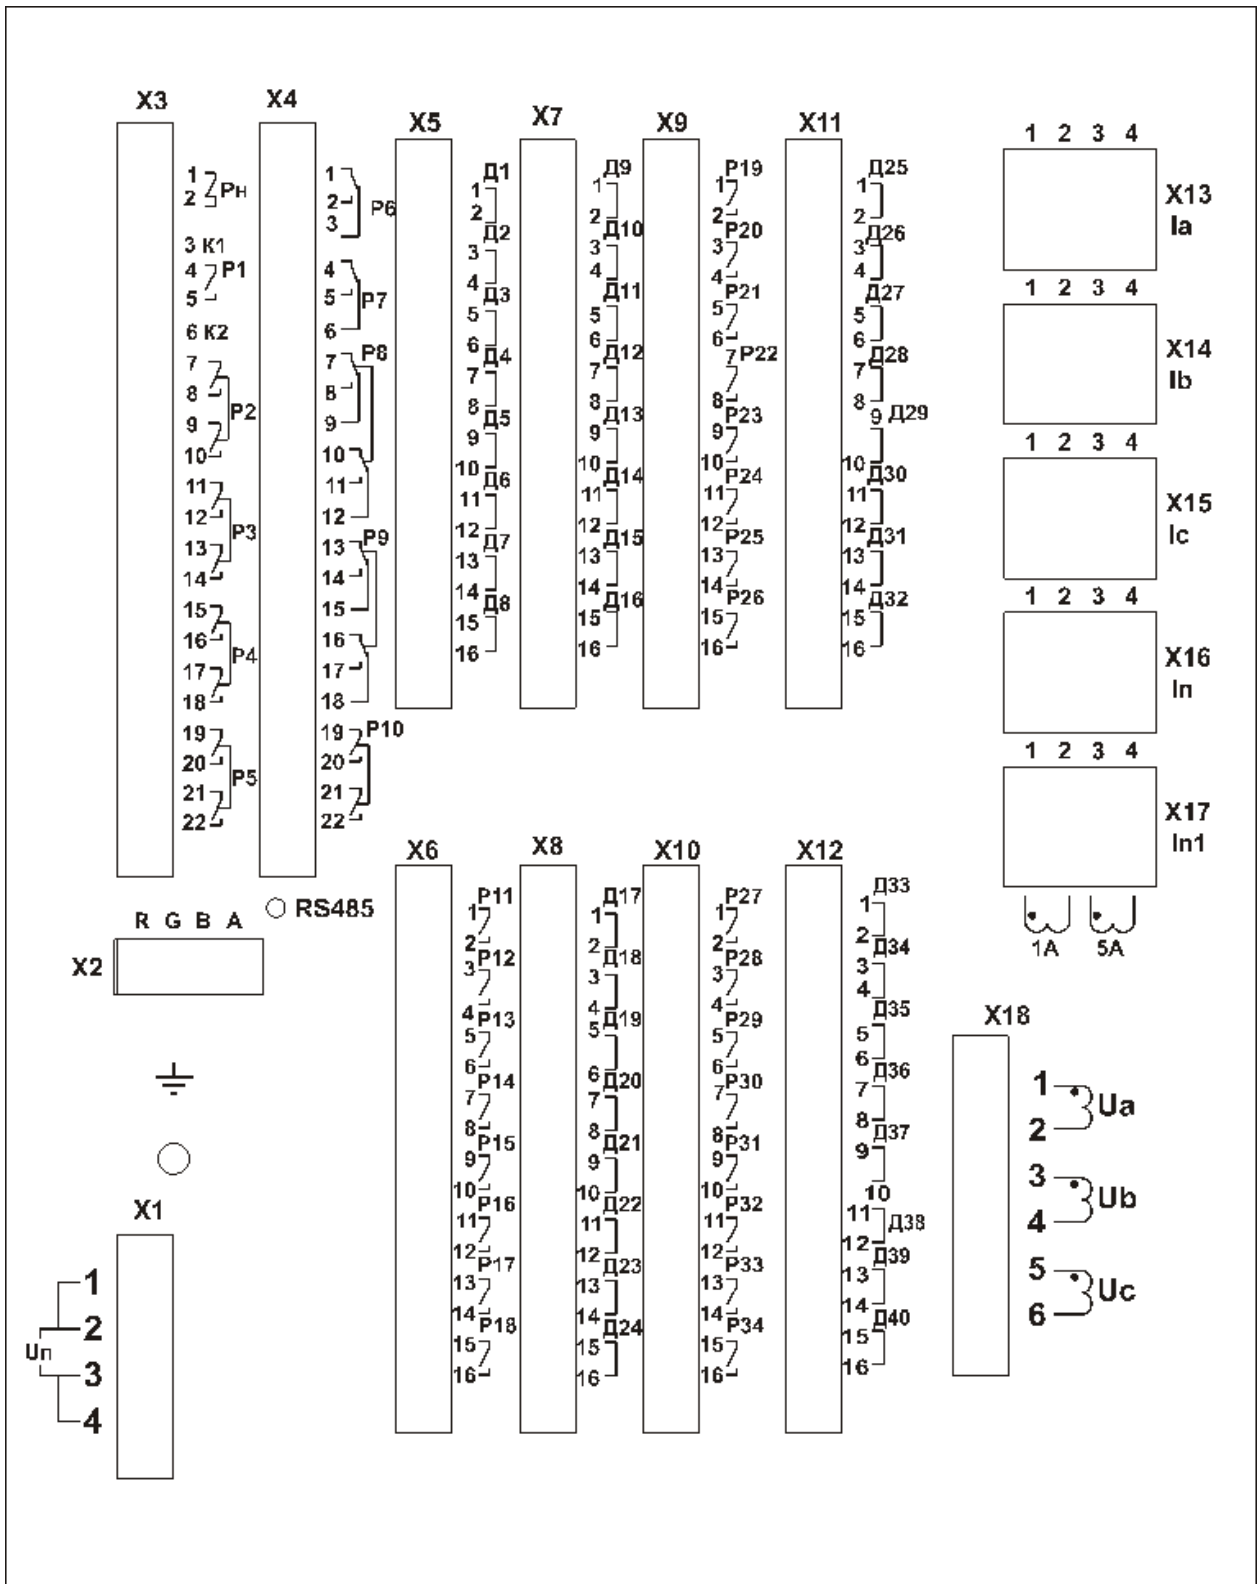 X3
1
2 Рн
3 К1
4 Р1
5
6 К2
7
8
Р2
9
10
11
12
Р3
13
14
15
16
Р4
17
18
19
20
Р5
21
22
X4
1
2 Р6
3
4
5 Р7
6
7 Р8
8
9
10
11
12
13 Р9
14
15
16
17
18
19 Р10
20
21
22
X5
Д1
1
2
Д2
3
4
Д3
5
6
Д4
7
8
Д5
9
10
Д6
11
12
Д7
13
14
Д8
15
16
X7
Д9
1
2
Д10
3
4
Д11
5
6
Д12
7
8
Д13
9
10
Д14
11
12
Д15
13
14
Д16
15
16
X9
Р19
1
2
Р20
3
4
Р21
5
6
7 Р22
8
Р23
9
10
Р24
11
12
Р25
13
14
Р26
15
16
X11
Д25
1
2
Д26
3
4
Д27
5
6
Д28
7
8
9 Д29
10
Д30
11
12
Д31
13
14
Д32
15
16
1 2 3 4
X13
Ia
1 2 3 4
X14
Ib
1 2 3 4
X15
Ic
1 2 3 4
X16
In
1 2 3 4
X17
In1
1А 5А
RS485
R G B A
X2
X1
1
2
Uп
3
4
X6
Р11
1
2
Р12
3
4 Р13
5
6
Р14
7
8
Р15
9
10
Р16
11
12
Р17
13
14
Р18
15
16
X8
Д17
1
2
Д18
3
4
5 Д19
6
Д20
7
8
Д21
9
10
Д22
11
12
Д23
13
14
Д24
15
16
X10
Р27
1
2
Р28
3
4
Р29
5
6
Р30
7
8
Р31
9
10
Р32
11
12
Р33
13
14
Р34
15
16
X12
Д33
1
2
Д34
3
4
Д35
5
6
Д36
7
8
Д37
9
10
11
Д38
12
Д39
13
14
Д40
15
16
X18
1
Ua
2
3
Ub
4
5
Uc
6